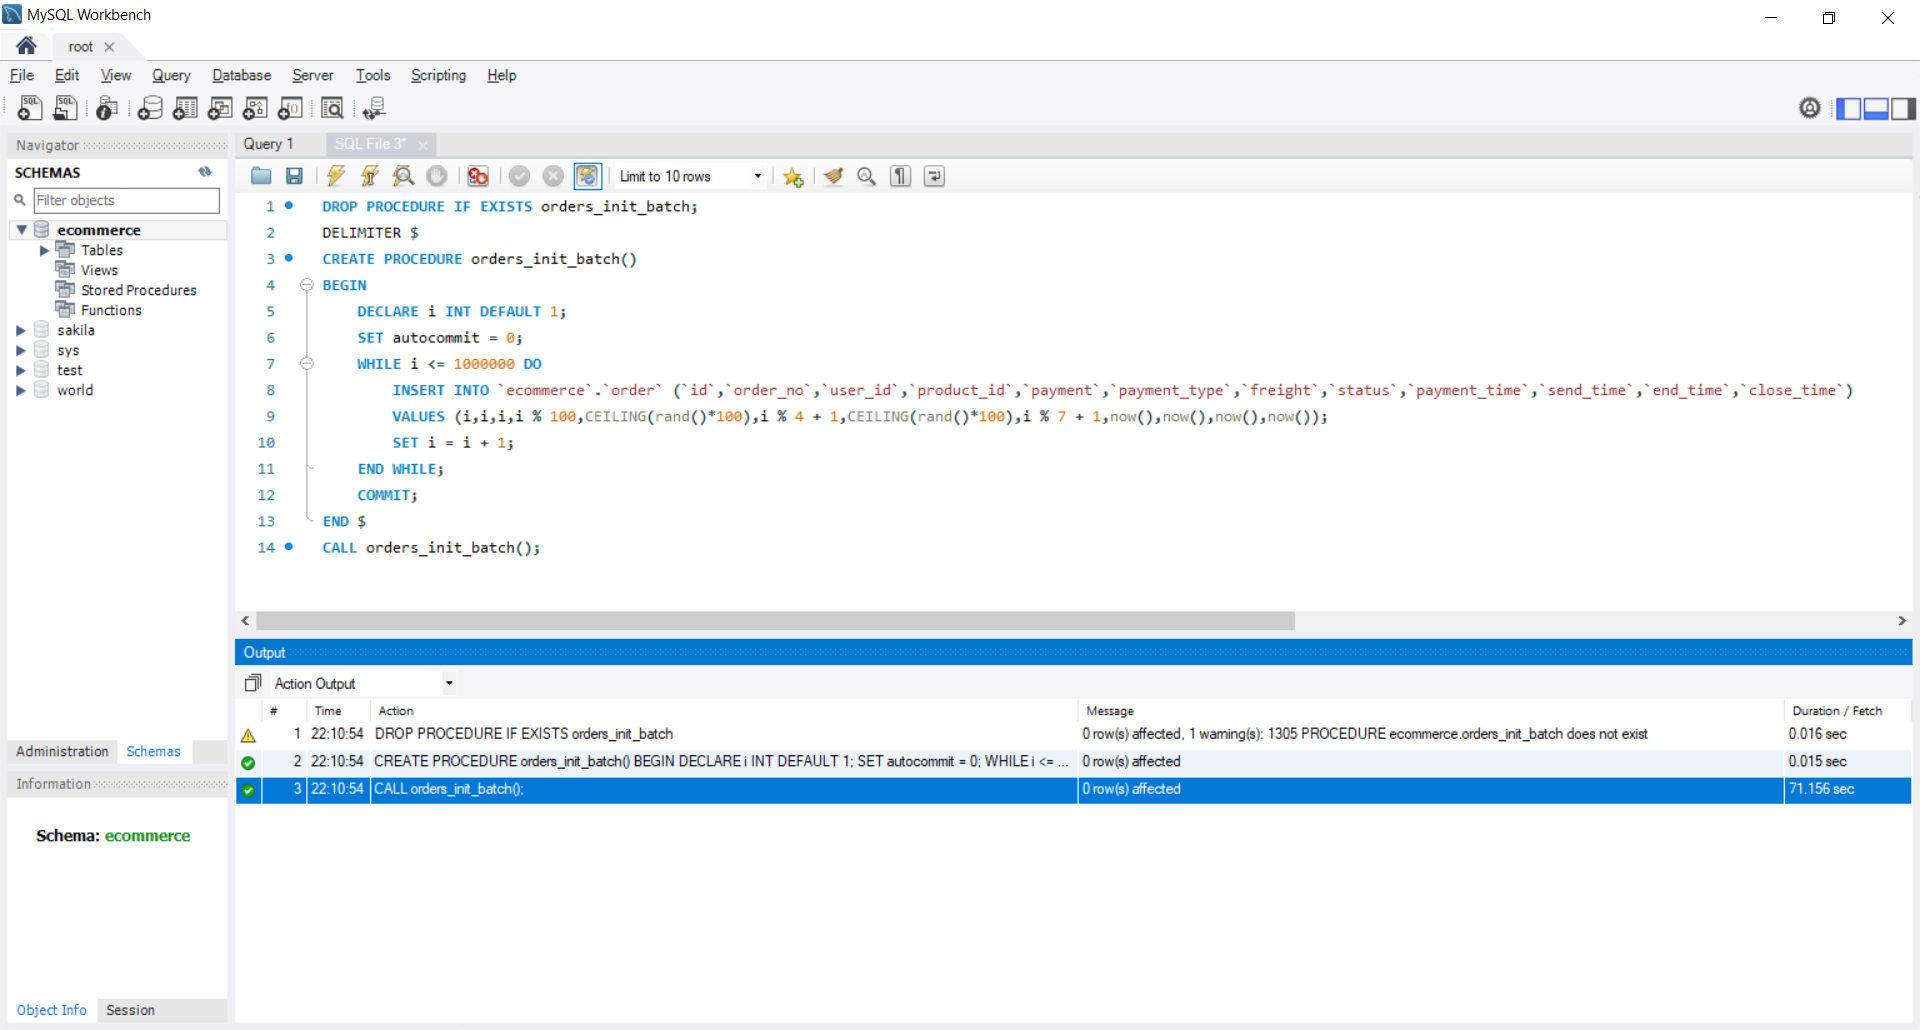 MySQL Workbench
root
File Edit View Query Database Server Tools Scripting Help
Navigator
SCHEMAS
Filter objects
ecommerce
Tables
Views
Stored Procedures
Functions
sakila
sys
test
world
Administration Schemas
Information
Schema: ecommerce
Object Info Session
Query 1 SQL File 3*
Limit to 10 rows
1 DROP PROCEDURE IF EXISTS orders_init_batch;
2 DELIMITER $
3 CREATE PROCEDURE orders_init_batch()
4 BEGIN
5 DECLARE i INT DEFAULT 1;
6 SET autocommit = 0;
7 WHILE i <= 1000000 DO
8 INSERT INTO `ecommerce`.`order` (`id`,`order_no`,`user_id`,`product_id`,`payment`,`payment_type`,`freight`,`status`,`payment_time`,`send_time`,`end_time`,`close_time`)
9 VALUES (i,i,i,i % 100,CEILING(rand()*100),i % 4 + 1,CEILING(rand()*100),i % 7 + 1,now(),now(),now(),now());
10 SET i = i + 1;
11 END WHILE;
12 COMMIT;
13 END $
14 CALL orders_init_batch();
Output
Action Output
# Time Action Message Duration / Fetch
1 22:10:54 DROP PROCEDURE IF EXISTS orders_init_batch 0 row(s) affected, 1 warning(s): 1305 PROCEDURE ecommerce.orders_init_batch does not exist 0.016 sec
2 22:10:54 CREATE PROCEDURE orders_init_batch() BEGIN DECLARE i INT DEFAULT 1; SET autocommit = 0; WHILE i <= ... 0 row(s) affected 0.015 sec
3 22:10:54 CALL orders_init_batch(); 0 row(s) affected 71.156 sec